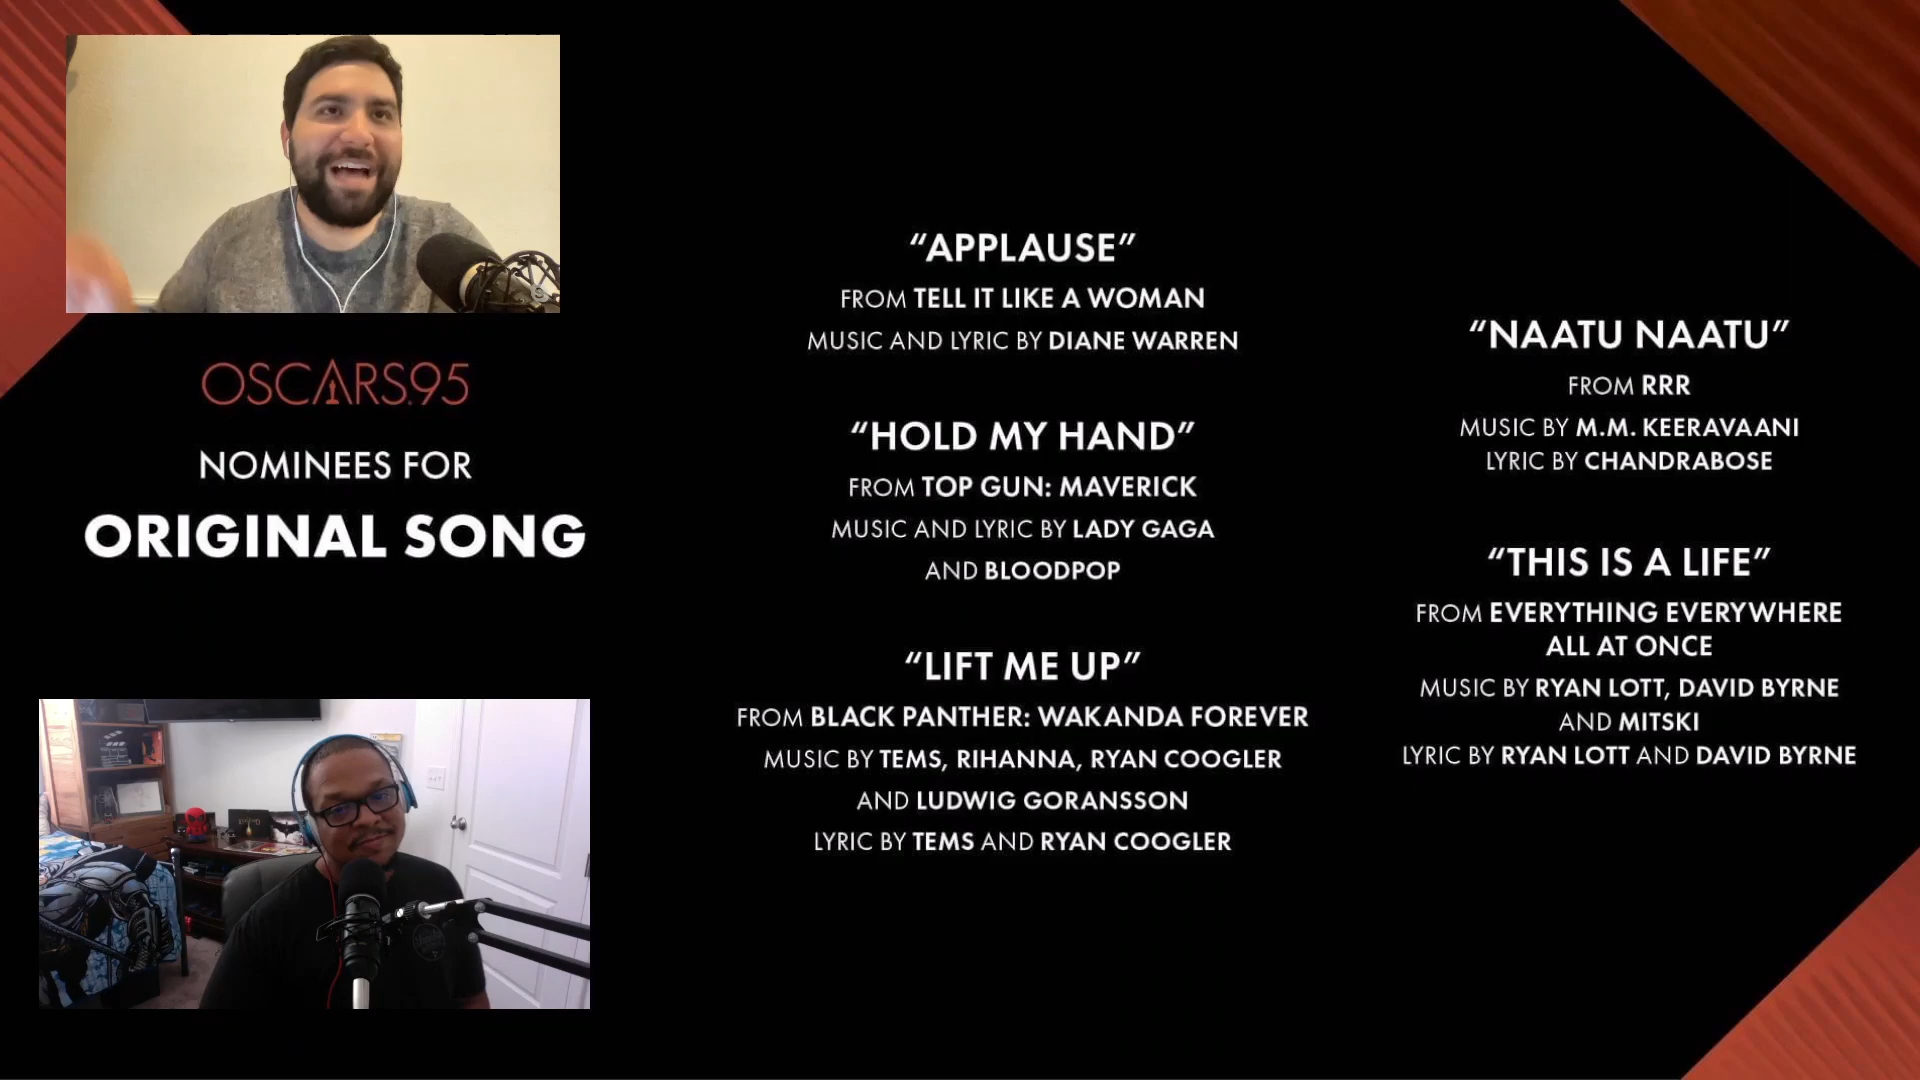 OSCARS.95
NOMINEES FOR
ORIGINAL SONG
“APPLAUSE”
FROM TELL IT LIKE A WOMAN
MUSIC AND LYRIC BY DIANE WARREN
“HOLD MY HAND”
FROM TOP GUN: MAVERICK
MUSIC AND LYRIC BY LADY GAGA
AND BLOODPOP
“LIFT ME UP”
FROM BLACK PANTHER: WAKANDA FOREVER
MUSIC BY TEMS, RIHANNA, RYAN COOGLER
AND LUDWIG GORANSSON
LYRIC BY TEMS AND RYAN COOGLER
“NAATU NAATU”
FROM RRR
MUSIC BY M.M. KEERAVAANI
LYRIC BY CHANDRABOSE
“THIS IS A LIFE”
FROM EVERYTHING EVERYWHERE
ALL AT ONCE
MUSIC BY RYAN LOTT, DAVID BYRNE
AND MITSKI
LYRIC BY RYAN LOTT AND DAVID BYRNE